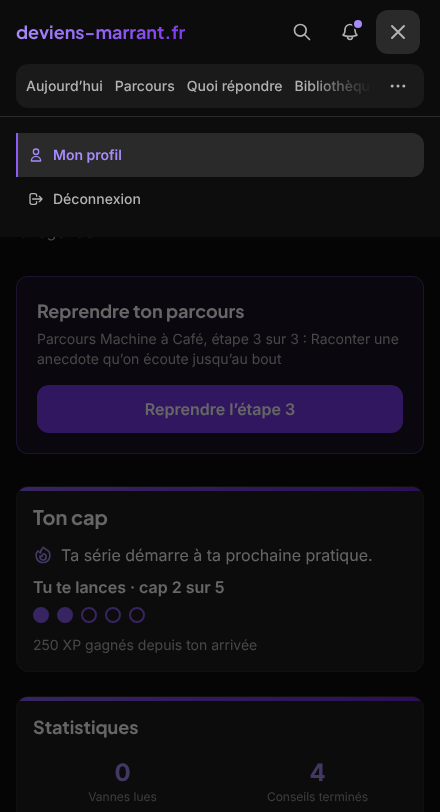 deviens-marrant.fr
Aujourd’hui Parcours Quoi répondre Bibliothèqu
Mon profil
Déconnexion
Reprendre ton parcours
Parcours Machine à Café, étape 3 sur 3 : Raconter une
anecdote qu’on écoute jusqu’au bout
Reprendre l’étape 3
Ton cap
Ta série démarre à ta prochaine pratique.
Tu te lances · cap 2 sur 5
250 XP gagnés depuis ton arrivée
Statistiques
0 4
Vannes lues Conseils terminés